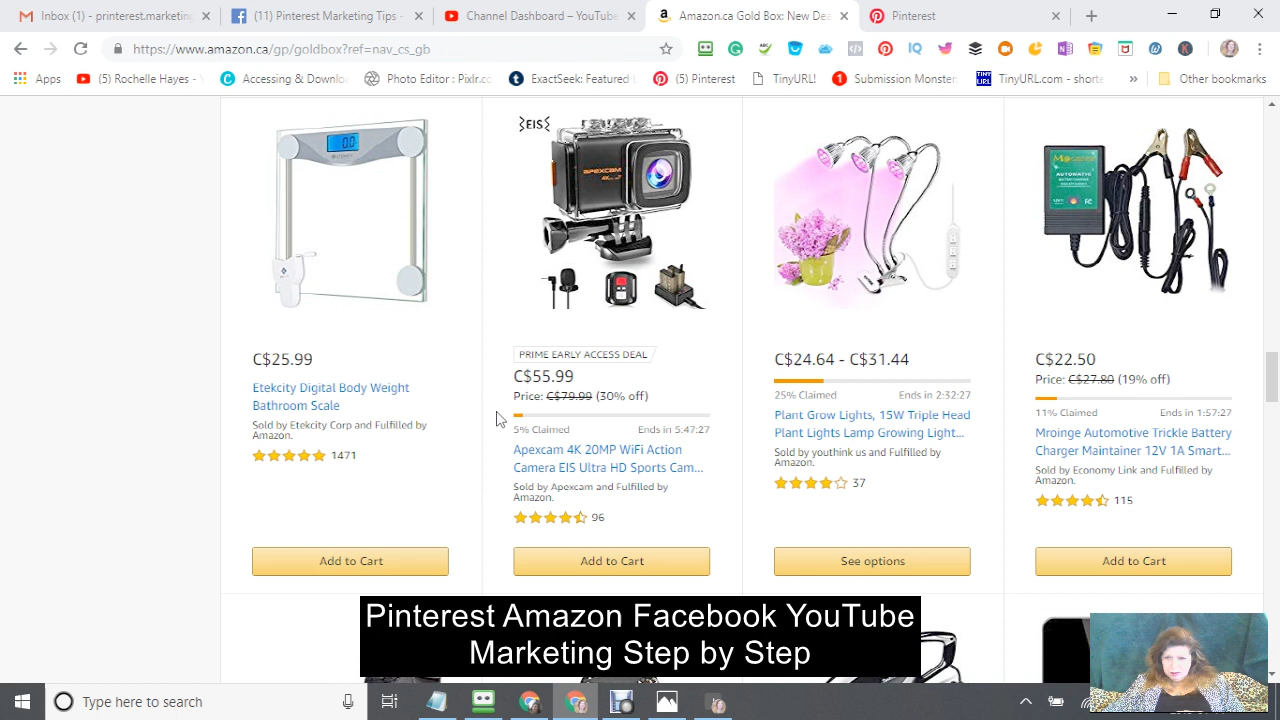 Inbox (1) - pinterest.marketin
(11) Pinterest Marketing Tips
Channel Dashboard - YouTube
Amazon.ca Gold Box: New Dea
Pinterest
https://www.amazon.ca/gp/goldbox?ref=nav_cs_gb
Apps
(5) Rochelle Hayes -
Accessing & Downlo
Photo Editor : Pixlr.co
ExactSeek: Featured
(5) Pinterest
TinyURL!
Submission Monster
TinyURL.com - shorte
Other bookmarks
0.0
C$25.99
Etekcity Digital Body Weight
Bathroom Scale
Sold by Etekcity Corp and Fulfilled by
Amazon.
1471
Add to Cart
EIS
apexcam
4K
PRIME EARLY ACCESS DEAL
C$55.99
Price: C$79.99 (30% off)
5% Claimed
Ends in 5:47:27
Apexcam 4K 20MP WiFi Action
Camera EIS Ultra HD Sports Cam...
Sold by Apexcam and Fulfilled by
Amazon.
96
Add to Cart
C$24.64 - C$31.44
25% Claimed
Ends in 2:32:27
Plant Grow Lights, 15W Triple Head
Plant Lights Lamp Growing Light...
Sold by youthink us and Fulfilled by
Amazon.
37
See options
AUTOMATIC
C$22.50
Price: C$27.80 (19% off)
11% Claimed
Ends in 1:57:27
Mroinge Automotive Trickle Battery
Charger Maintainer 12V 1A Smart...
Sold by Economy Link and Fulfilled by
Amazon.
115
Add to Cart
Pinterest Amazon Facebook YouTube
Marketing Step by Step
Type here to search